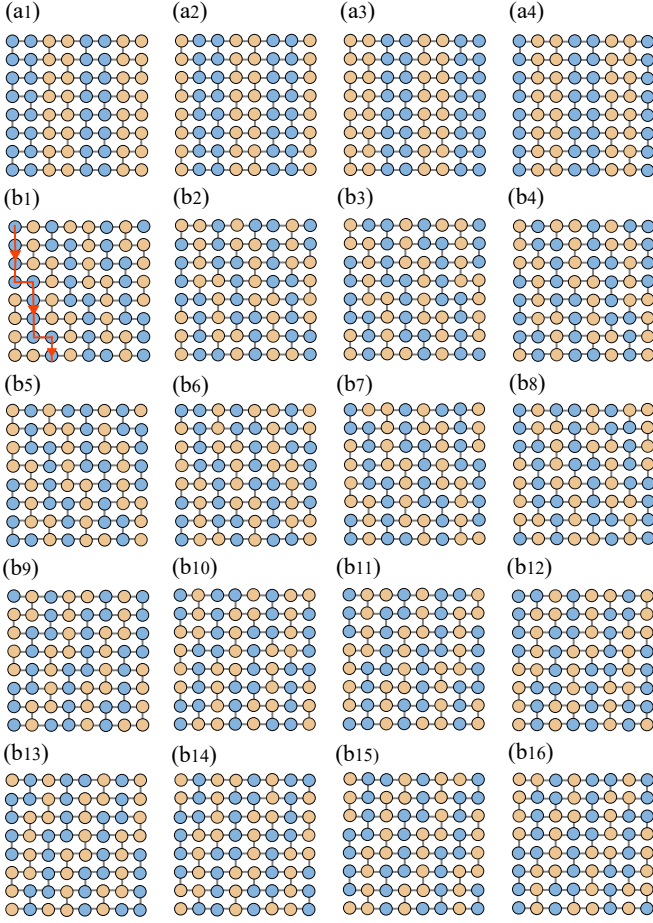 (a1) (a2) (a3) (a4)
(b1) (b2) (b3) (b4)
(b5) (b6) (b7) (b8)
(b9) (b10) (b11) (b12)
(b13) (b14) (b15) (b16)